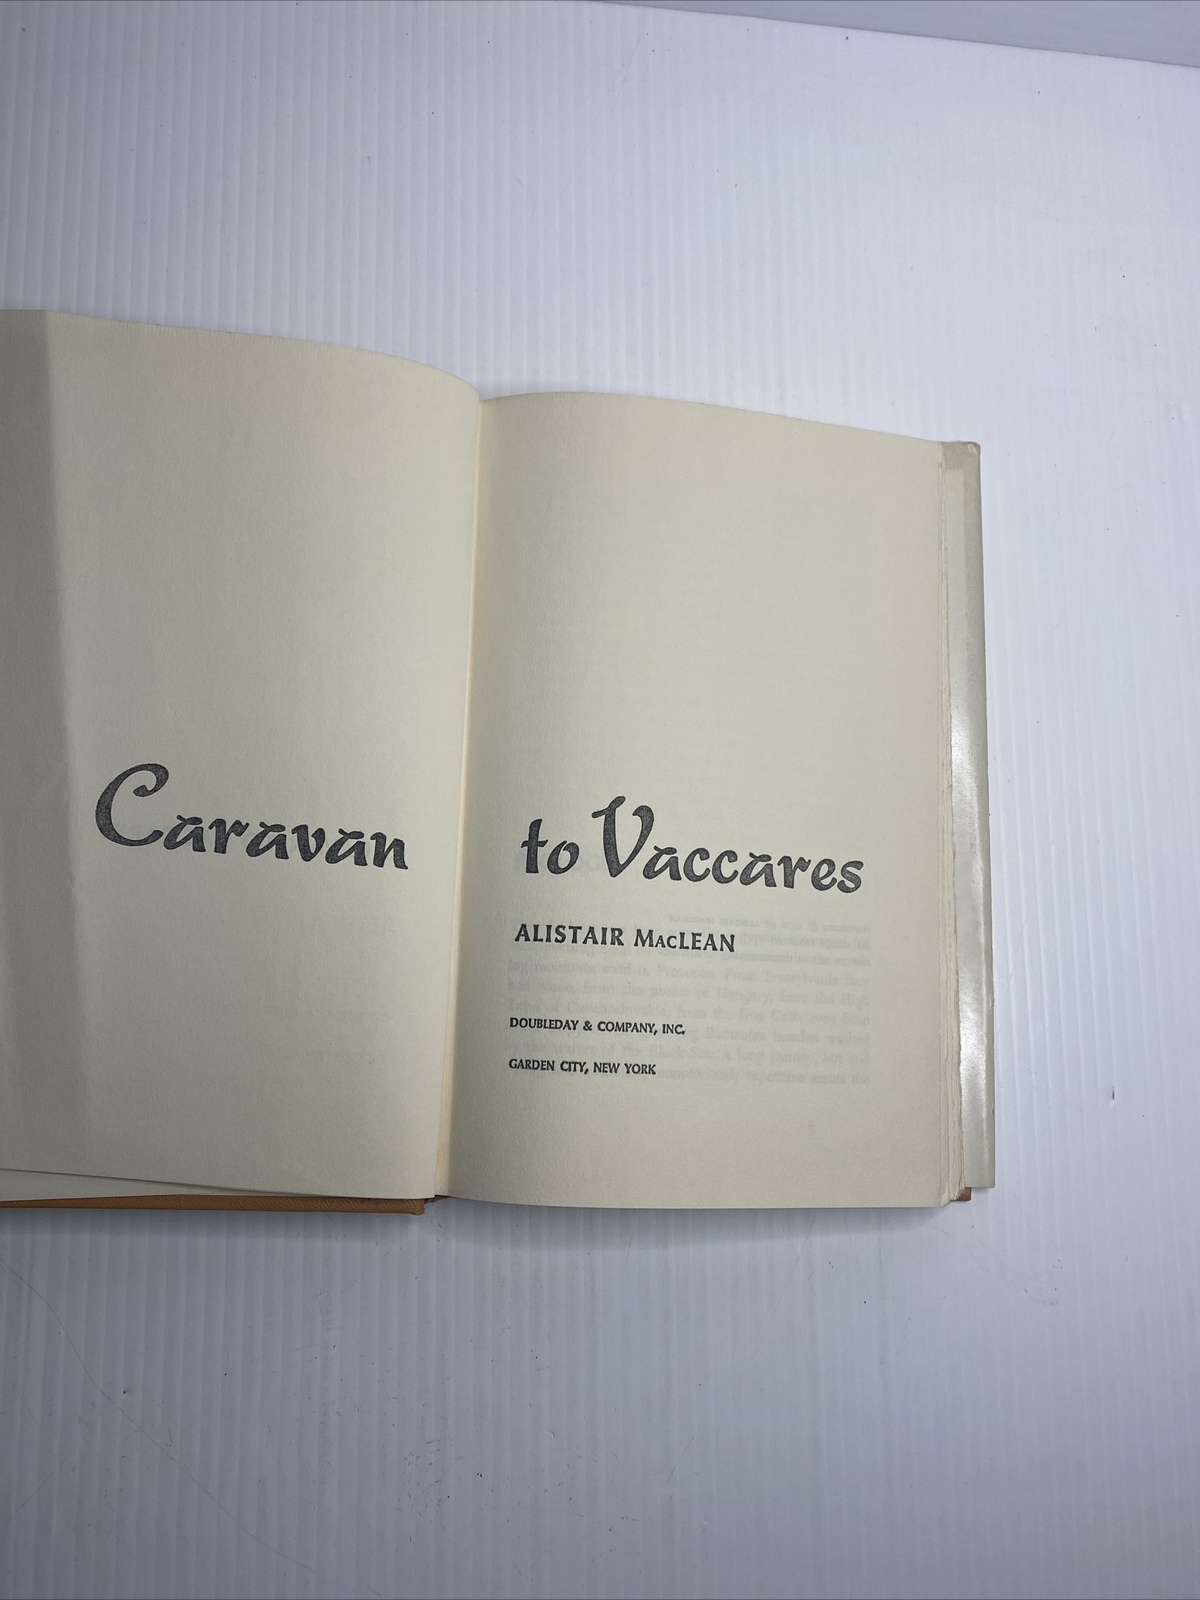 Caravan to Vaccares
ALISTAIR MACLEAN
DOUBLEDAY & COMPANY, INC.
GARDEN CITY, NEW YORK